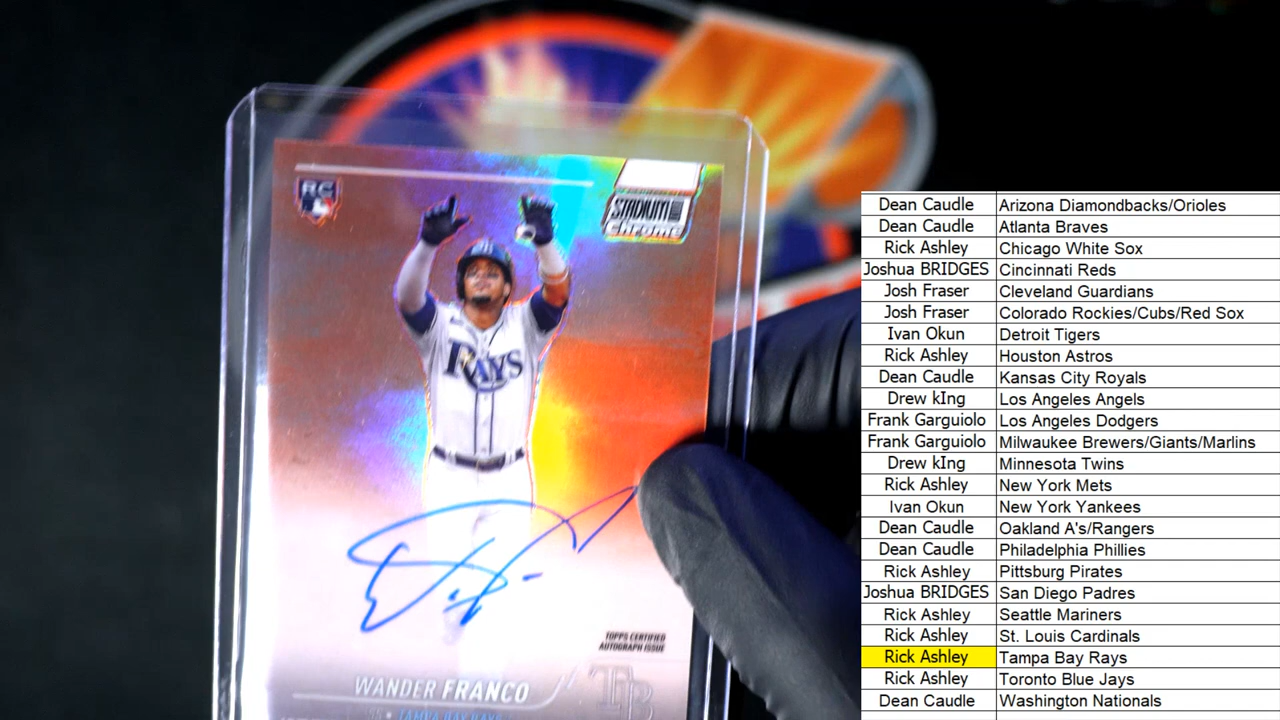 RC
STADIUM
Chrome
RAYS
TOPPS CERTIFIED
AUTOGRAPH ISSUE
TB
WANDER FRANCO
TAMPA BAY RAYS
Dean Caudle Arizona Diamondbacks/Orioles
Dean Caudle Atlanta Braves
Rick Ashley Chicago White Sox
Joshua BRIDGES Cincinnati Reds
Josh Fraser Cleveland Guardians
Josh Fraser Colorado Rockies/Cubs/Red Sox
Ivan Okun Detroit Tigers
Rick Ashley Houston Astros
Dean Caudle Kansas City Royals
Drew kIng Los Angeles Angels
Frank Garguiolo Los Angeles Dodgers
Frank Garguiolo Milwaukee Brewers/Giants/Marlins
Drew kIng Minnesota Twins
Rick Ashley New York Mets
Ivan Okun New York Yankees
Dean Caudle Oakland A's/Rangers
Dean Caudle Philadelphia Phillies
Rick Ashley Pittsburg Pirates
Joshua BRIDGES San Diego Padres
Rick Ashley Seattle Mariners
Rick Ashley St. Louis Cardinals
Rick Ashley Tampa Bay Rays
Rick Ashley Toronto Blue Jays
Dean Caudle Washington Nationals